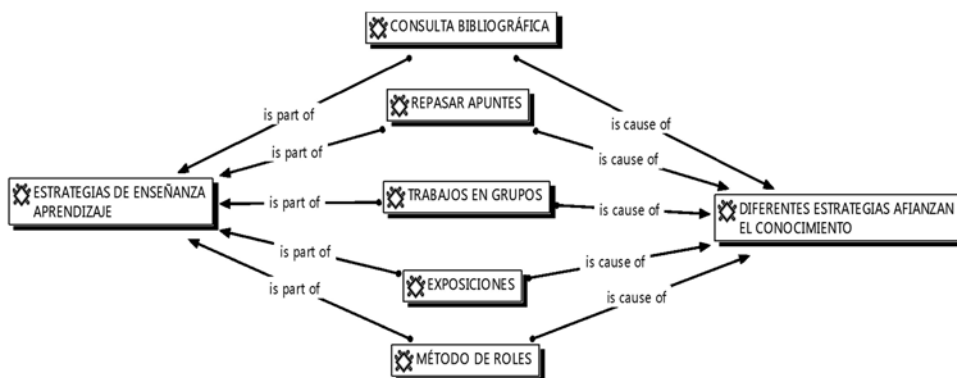 CONSULTA BIBLIOGRÁFICA
is part of
is cause of
REPASAR APUNTES
is part of
is cause of
ESTRATEGIAS DE ENSEÑANZA
APRENDIZAJE
is part of
TRABAJOS EN GRUPOS
is cause of
DIFERENTES ESTRATEGIAS AFIANZAN
EL CONOCIMIENTO
is part of
EXPOSICIONES
is cause of
is part of
is cause of
MÉTODO DE ROLES